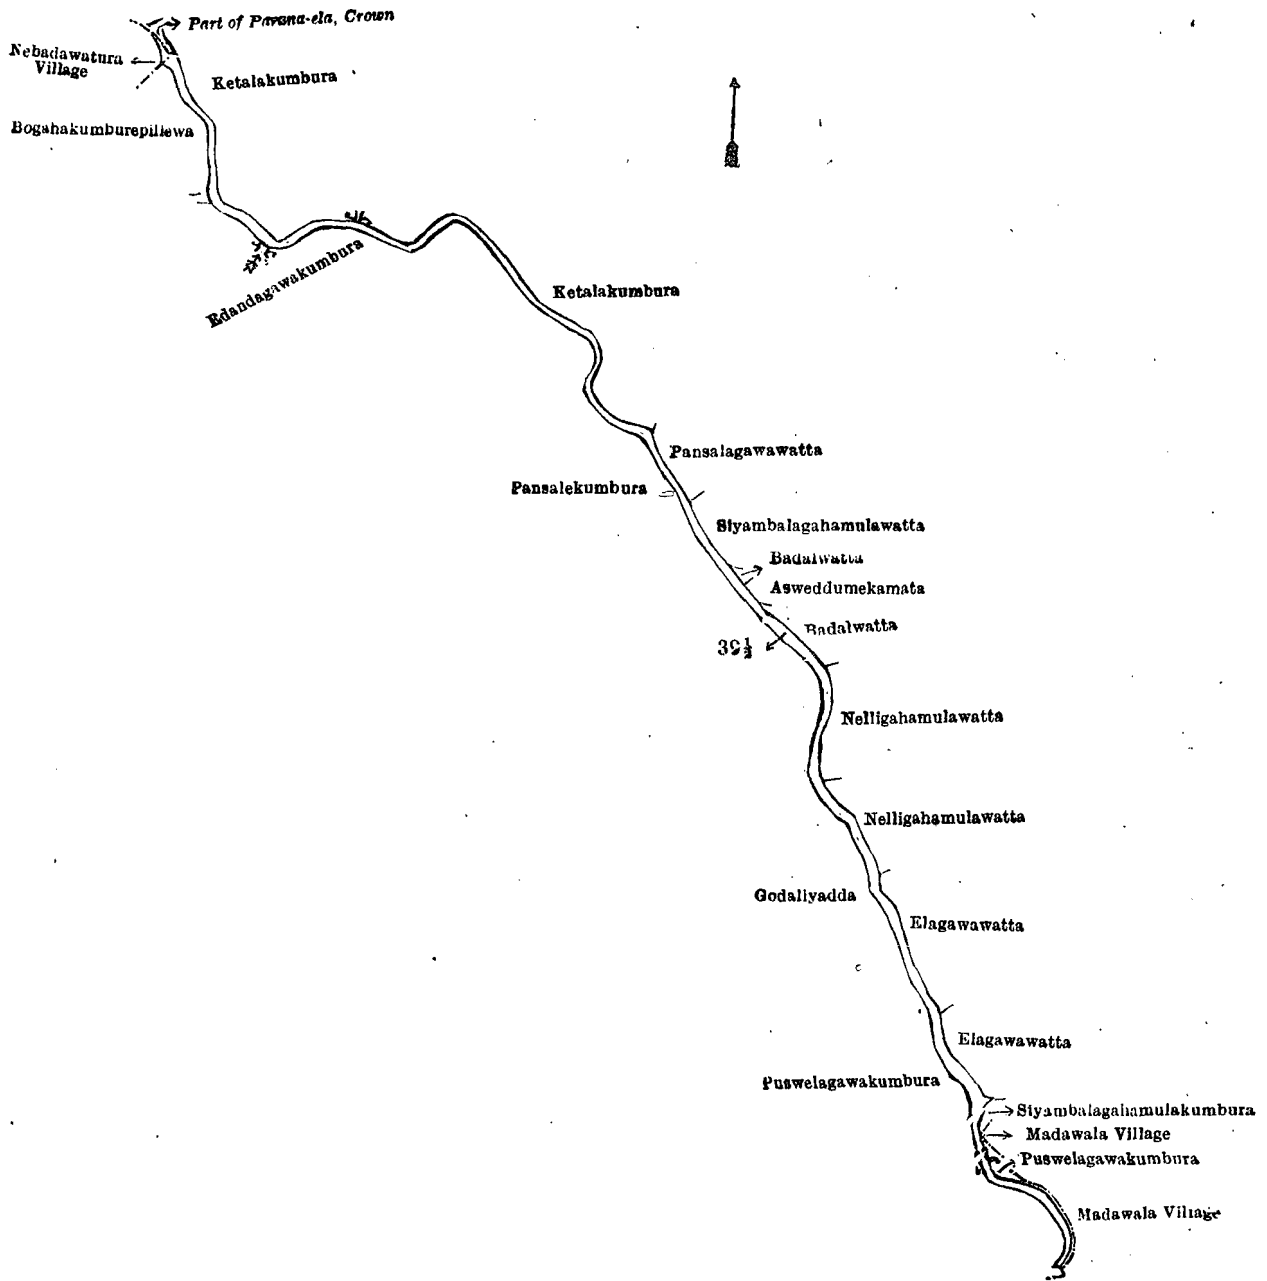 Part of Parana-ela, Crown
Nebadawatura
Village
Ketalakumbura
Bogahakumburepillewa
Edandagawakumbura
Ketalakumbura
Pansalagawawatta
Pansalekumbura
Siyambalagahamulawatta
Badalwatta
Asweddumekamata
Badalwatta
39½
Nelligahamulawatta
Nelligahamulawatta
Godaliyadda
Elagawawatta
Elagawawatta
Puswelagawakumbura
Siyambalagahamulakumbura
Madawala Village
Puswelagawakumbura
Madawala Village